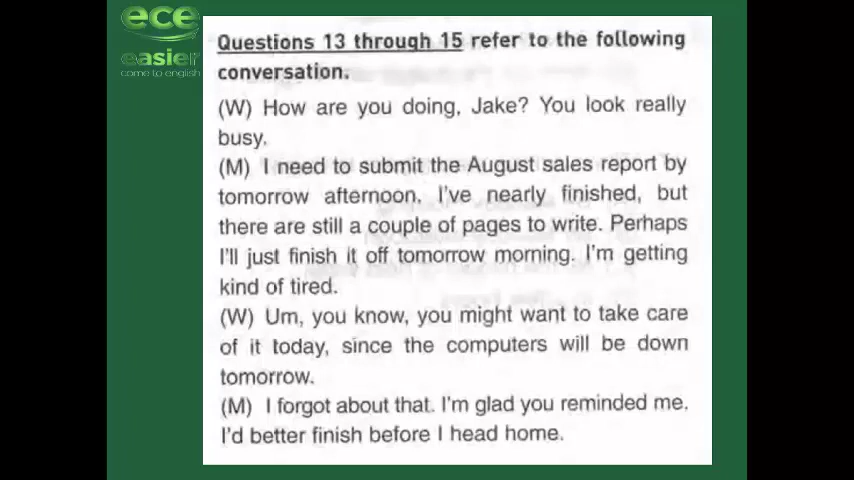 ece
easier
come to english
Questions 13 through 15 refer to the following
conversation.
(W) How are you doing, Jake? You look really
busy.
(M) I need to submit the August sales report by
tomorrow afternoon. I've nearly finished, but
there are still a couple of pages to write. Perhaps
I'll just finish it off tomorrow morning. I'm getting
kind of tired.
(W) Um, you know, you might want to take care
of it today, since the computers will be down
tomorrow.
(M) I forgot about that. I'm glad you reminded me.
I'd better finish before I head home.